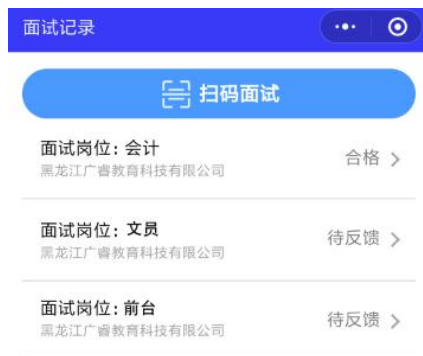 面试记录
扫码面试
面试岗位: 会计
合格
黑龙江广睿教育科技有限公司
面试岗位: 文员
待反馈
黑龙江广睿教育科技有限公司
面试岗位: 前台
待反馈
黑龙江广睿教育科技有限公司